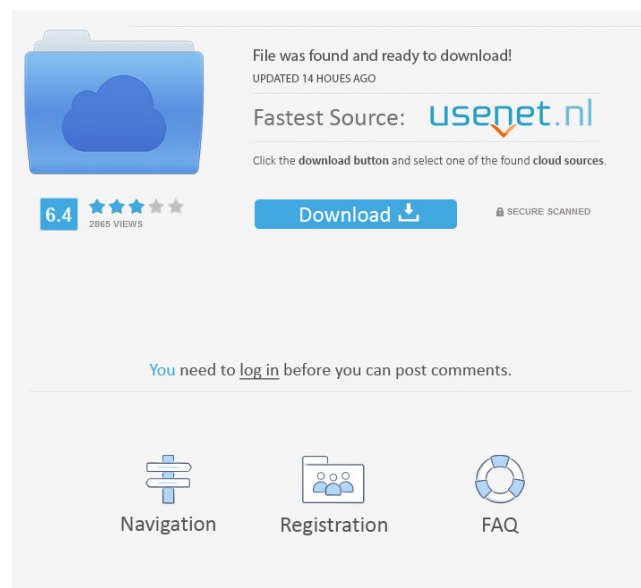 File was found and ready to download!
UPDATED 14 HOUES AGO
Fastest Source: usenet.nl
Click the download button and select one of the found cloud sources.
6.4
2865 VIEWS
Download
SECURE SCANNED
You need to log in before you can post comments.
Navigation
Registration
FAQ